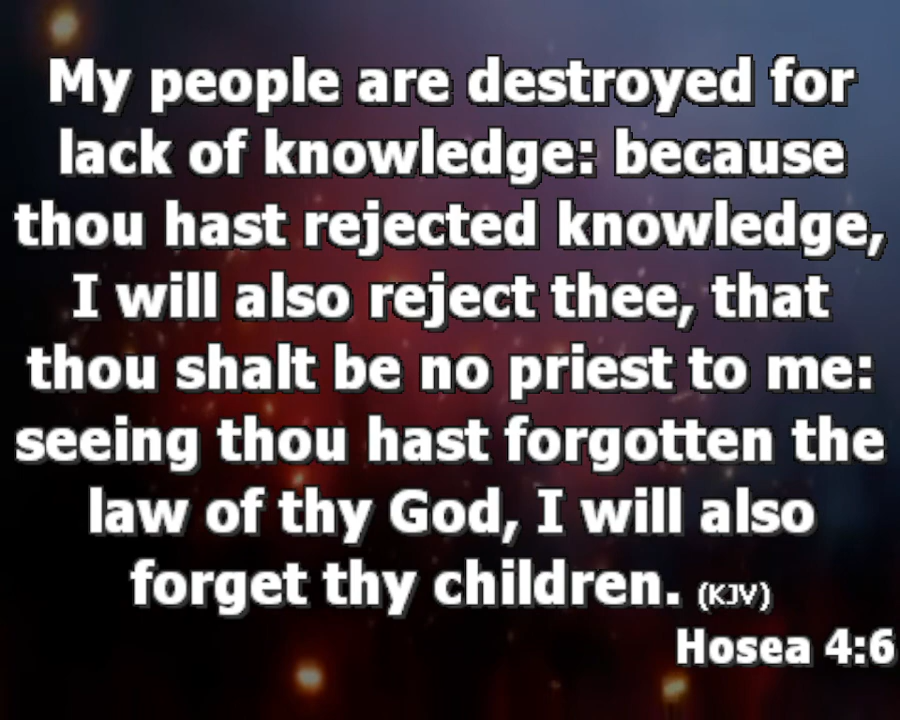 My people are destroyed for
lack of knowledge: because
thou hast rejected knowledge,
I will also reject thee, that
thou shalt be no priest to me:
seeing thou hast forgotten the
law of thy God, I will also
forget thy children. (KJV)
Hosea 4:6